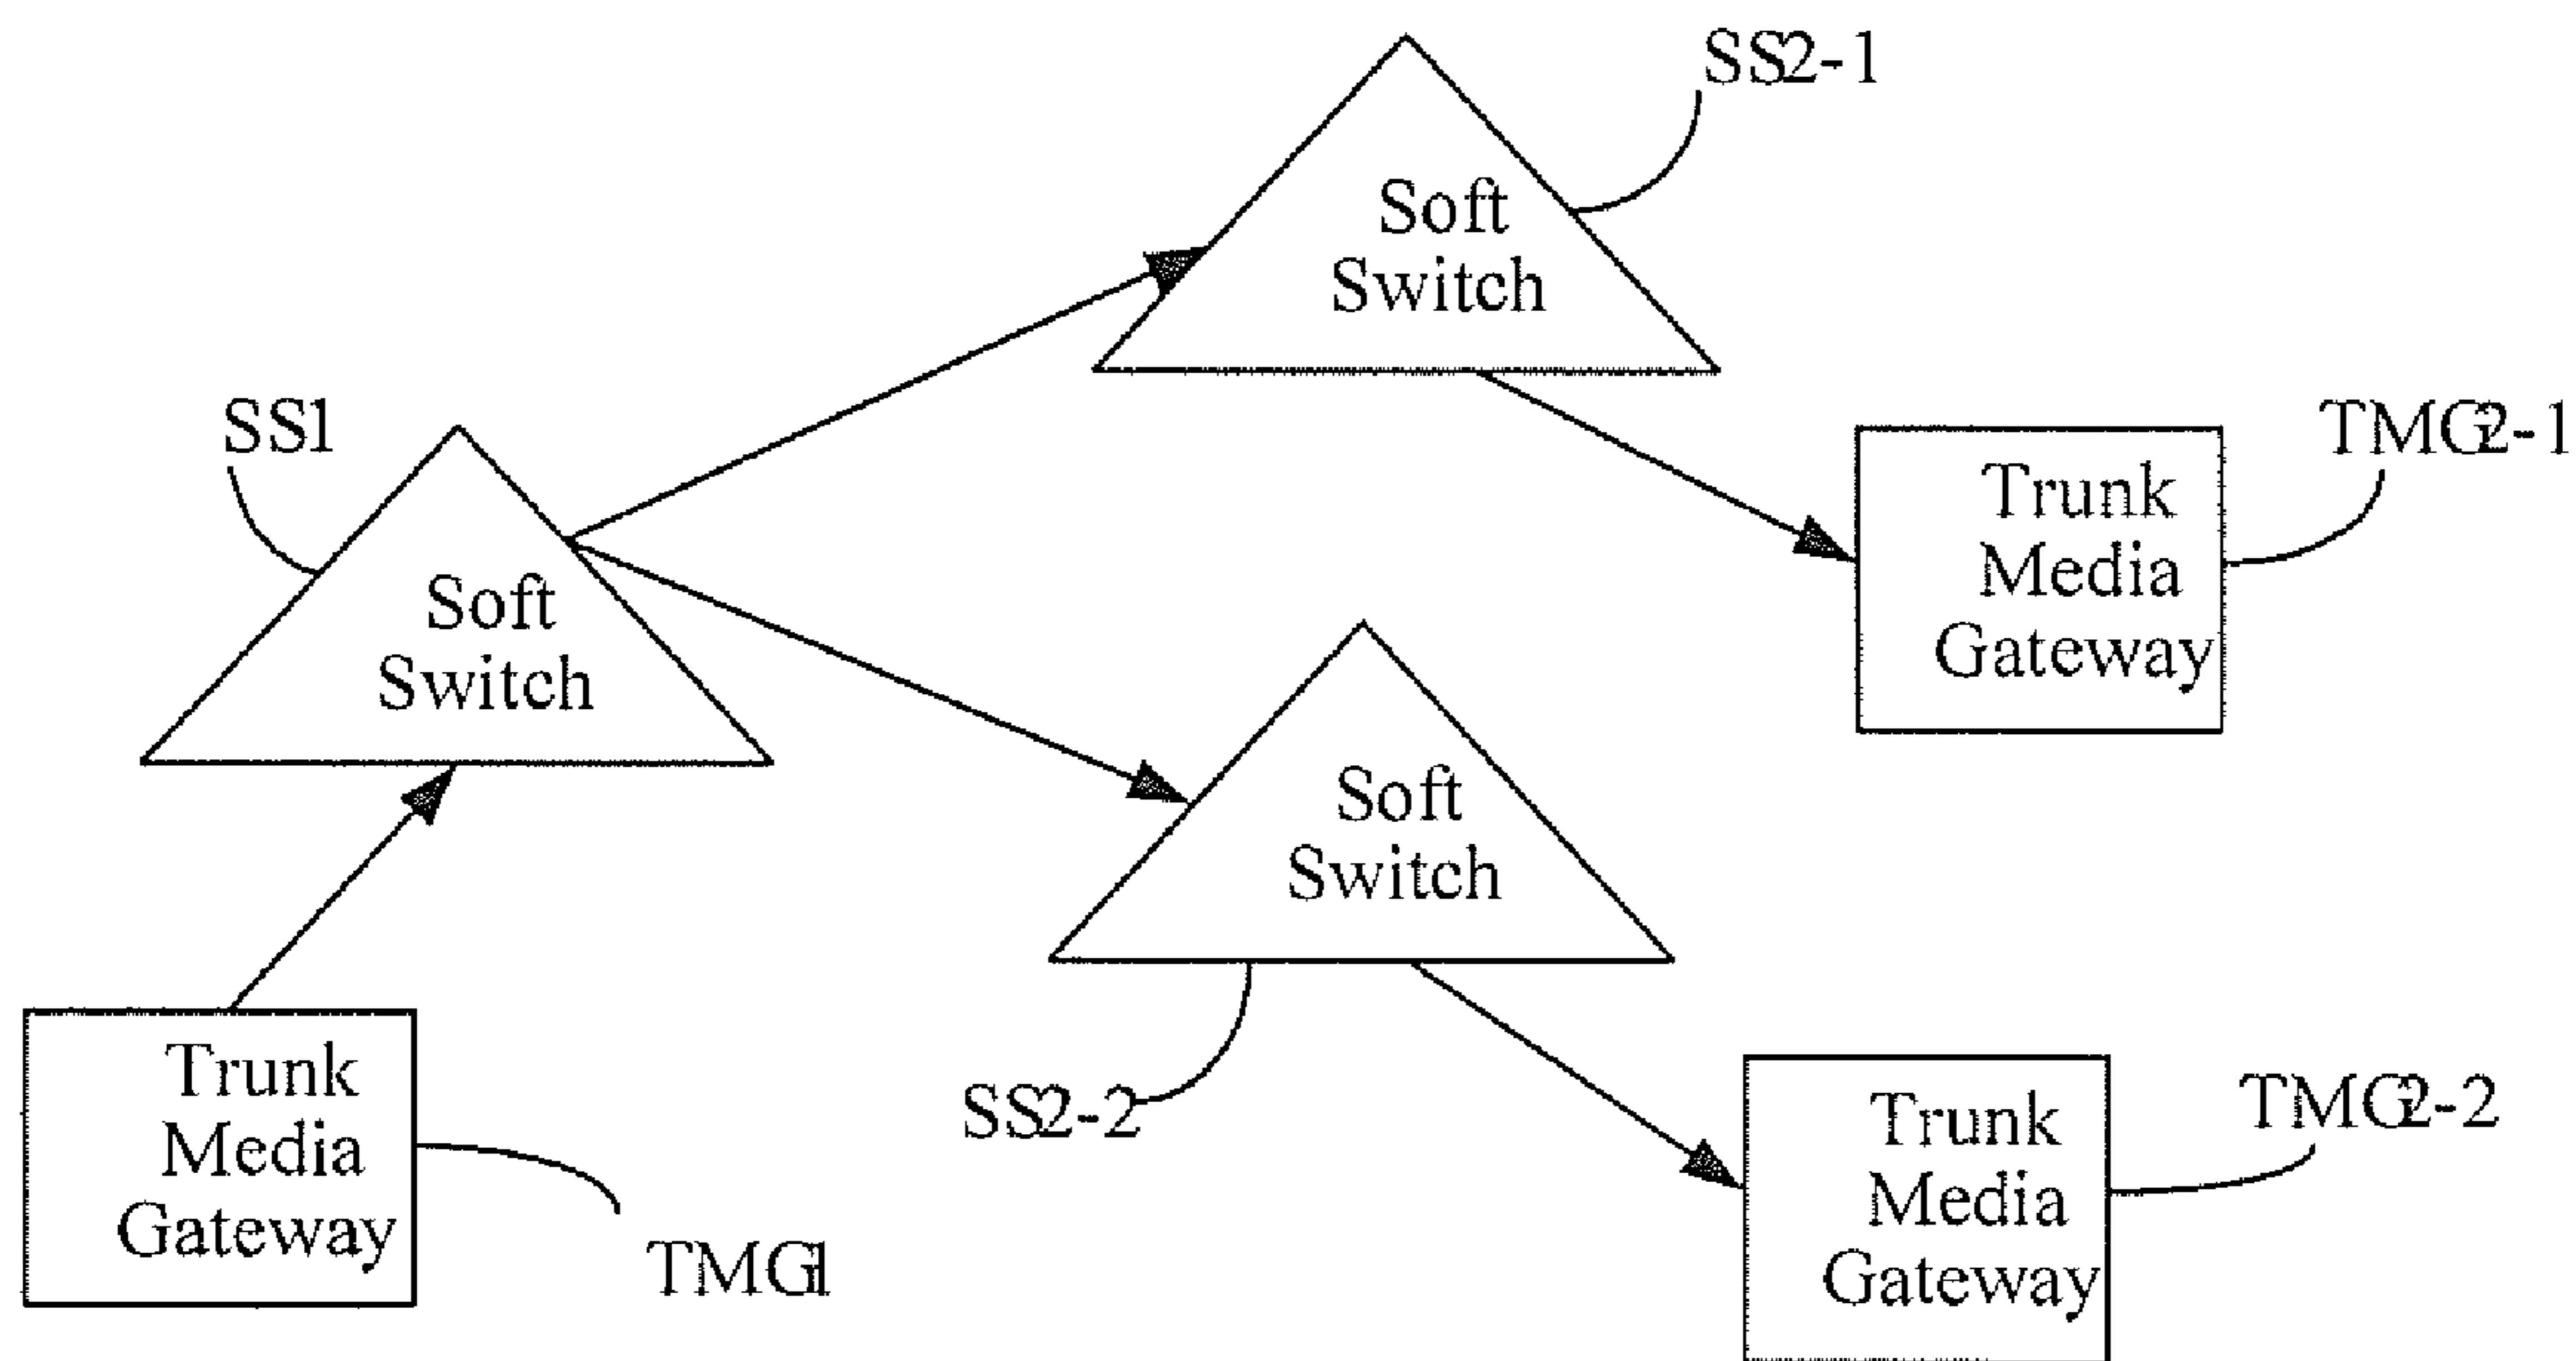 SS2-1
Soft
Switch
SS1
Soft
Switch
TMG2-1
Trunk
Media
Gateway
Soft
Switch
SS2-2
Trunk
Media
Gateway
TMG1
TMG2-2
Trunk
Media
Gateway